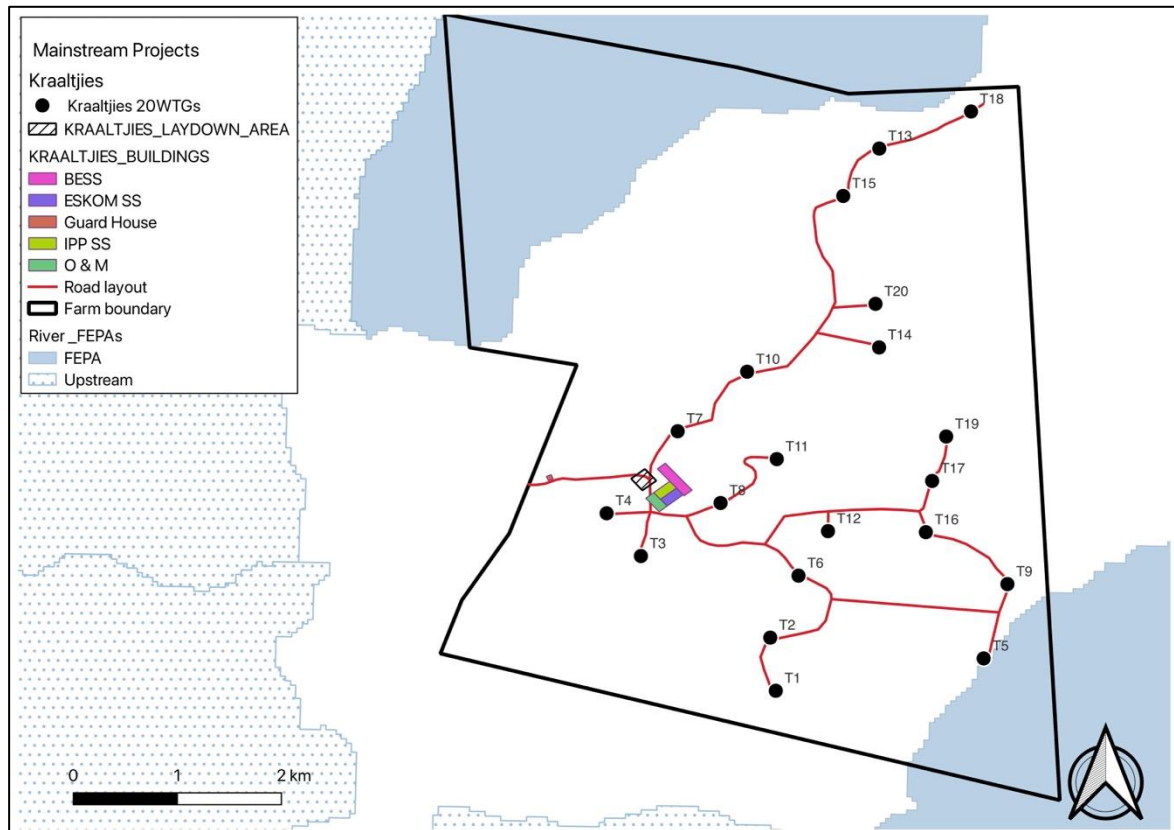 Mainstream Projects
Kraaltjies
Kraaltjies 20WTGs
KRAALTJIES_LAYDOWN_AREA
KRAALTJIES_BUILDINGS
BESS
ESKOM SS
Guard House
IPP SS
O & M
Road layout
Farm boundary
River _FEPAs
FEPA
Upstream
T18
T13
T15
T20
T14
T10
T7
T19
T11
T17
T8
T4
T12
T16
T3
T6
T9
T2
T5
T1
0 1 2 km